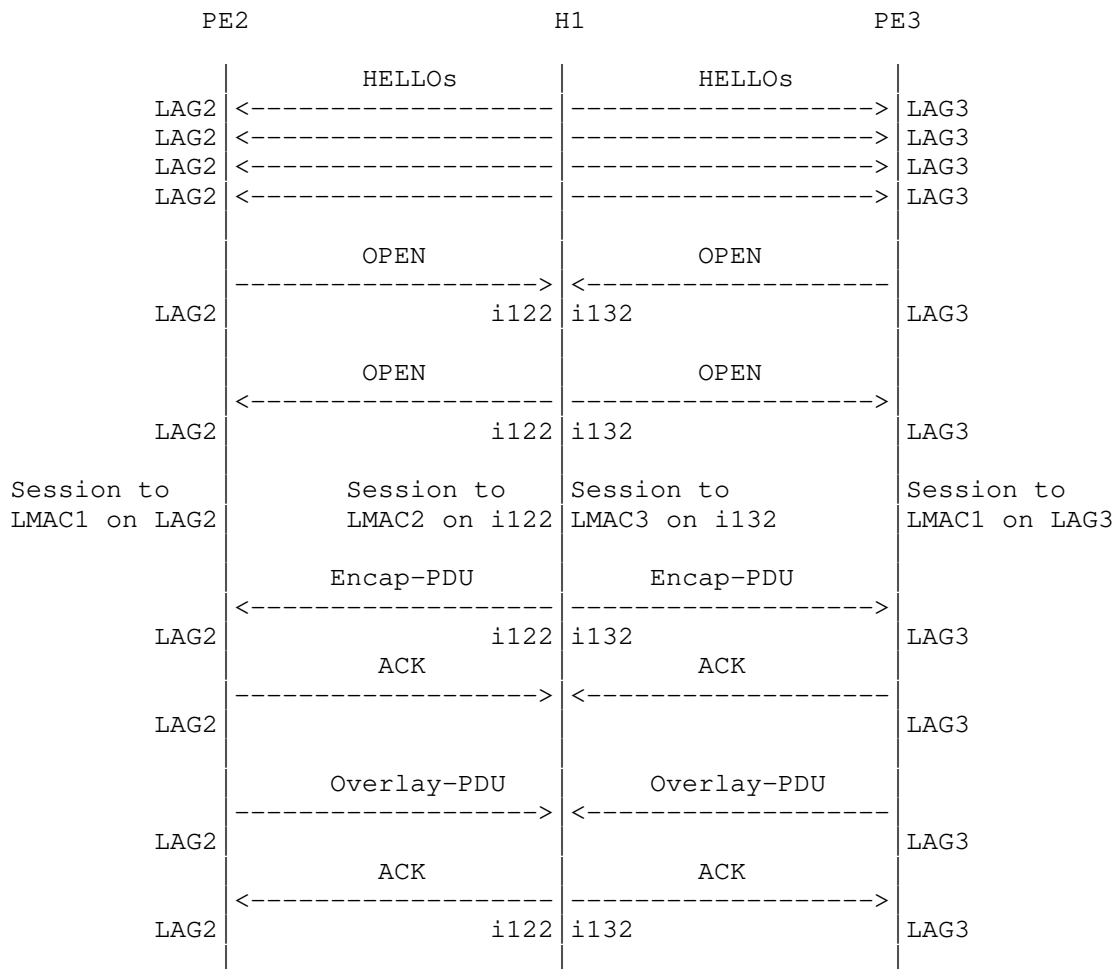 PE2 H1 PE3
HELLOs HELLOs
LAG2|<-------------------|------------------->|LAG3
LAG2|<-------------------|------------------->|LAG3
LAG2|<-------------------|------------------->|LAG3
LAG2|<-------------------|------------------->|LAG3
OPEN OPEN
|------------------->|<-------------------|
LAG2| i122|i132 |LAG3
OPEN OPEN
|<-------------------|------------------->|
LAG2| i122|i132 |LAG3
Session to Session to |Session to Session to
LMAC1 on LAG2| LMAC2 on i122|LMAC3 on i132 |LMAC1 on LAG3
Encap-PDU Encap-PDU
|<-------------------|------------------->|
LAG2| i122|i132 |LAG3
ACK ACK
|------------------->|<-------------------|
LAG2| | |LAG3
Overlay-PDU Overlay-PDU
|------------------->|<-------------------|
LAG2| | |LAG3
ACK ACK
|<-------------------|------------------->|
LAG2| i122|i132 |LAG3